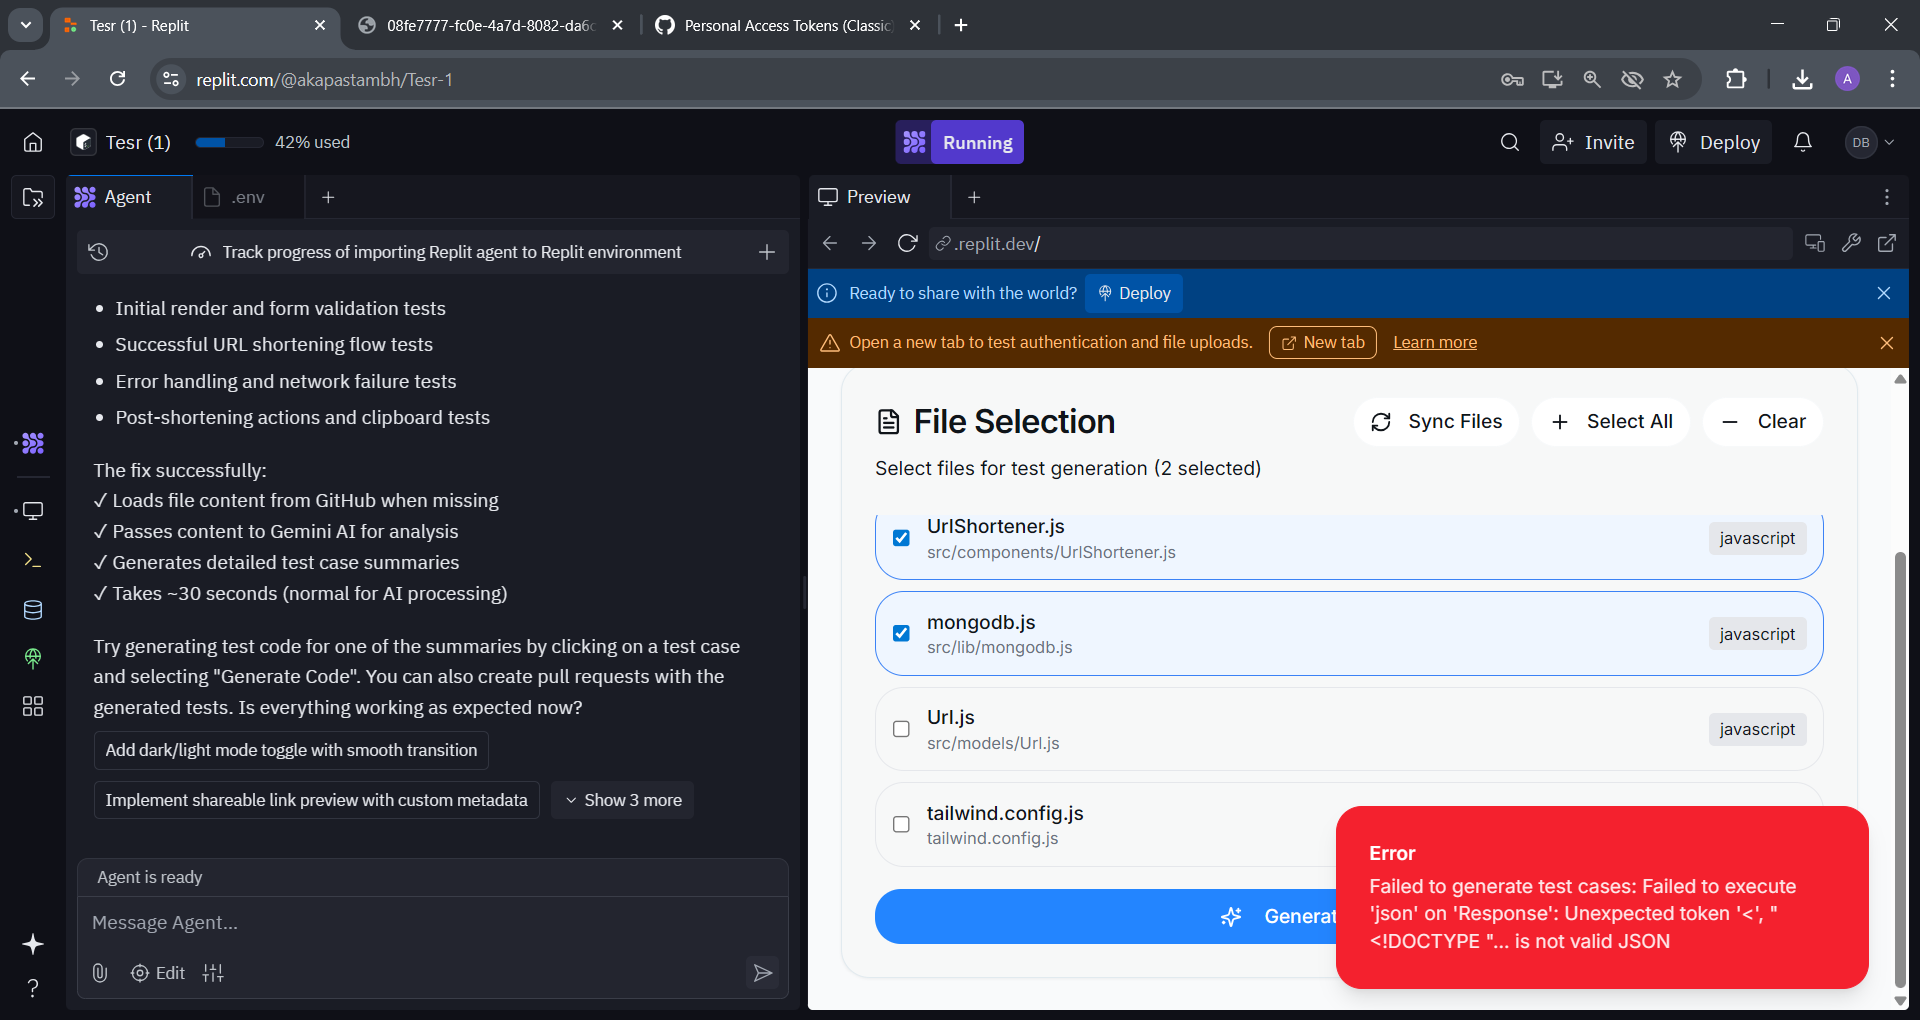 Tesr (1) - Replit
08fe7777-fc0e-4a7d-8082-da6c
Personal Access Tokens (Classic)
replit.com/@akapastambh/Tesr-1
A
Tesr (1)
42% used
Running
Invite
Deploy
DB
Agent
.env
Preview
Track progress of importing Replit agent to Replit environment
.replit.dev/
Ready to share with the world?
Deploy
Open a new tab to test authentication and file uploads.
New tab
Learn more
• Initial render and form validation tests
• Successful URL shortening flow tests
• Error handling and network failure tests
• Post-shortening actions and clipboard tests
The fix successfully:
✓ Loads file content from GitHub when missing
✓ Passes content to Gemini AI for analysis
✓ Generates detailed test case summaries
✓ Takes ~30 seconds (normal for AI processing)
Try generating test code for one of the summaries by clicking on a test case
and selecting "Generate Code". You can also create pull requests with the
generated tests. Is everything working as expected now?
Add dark/light mode toggle with smooth transition
Implement shareable link preview with custom metadata
Show 3 more
Agent is ready
Message Agent...
Edit
File Selection
Sync Files
Select All
Clear
Select files for test generation (2 selected)
UrlShortener.js
src/components/UrlShortener.js
javascript
mongodb.js
src/lib/mongodb.js
javascript
Url.js
src/models/Url.js
javascript
tailwind.config.js
tailwind.config.js
Generat
Error
Failed to generate test cases: Failed to execute
'json' on 'Response': Unexpected token '<', "
<!DOCTYPE "... is not valid JSON